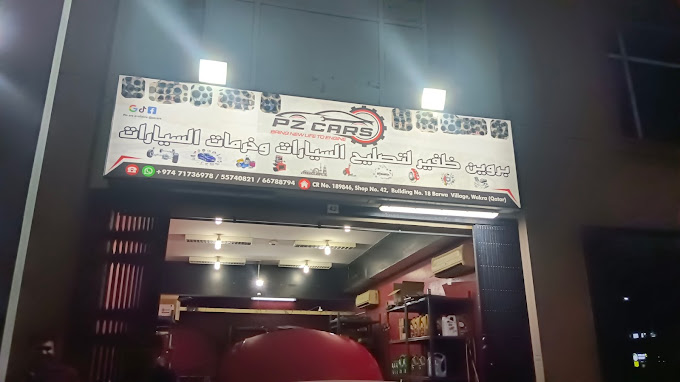 PZ CARS
BRING NEW LIFE TO ENGINE
بروين خانير لتصليح السيارات وخدمات السيارات
+974 71736978 / 55740821 / 66788794 CR No. 189846, Shop No. 42, Building No. 18 Barwa Village, Wakra (Qatar)